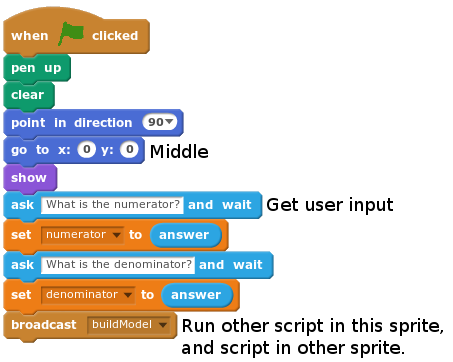 when clicked
pen up
clear
point in direction 90
go to x: 0 y: 0 Middle
show
ask What is the numerator? and wait Get user input
set numerator to answer
ask What is the denominator? and wait
set denominator to answer
broadcast buildModel Run other script in this sprite,
and script in other sprite.